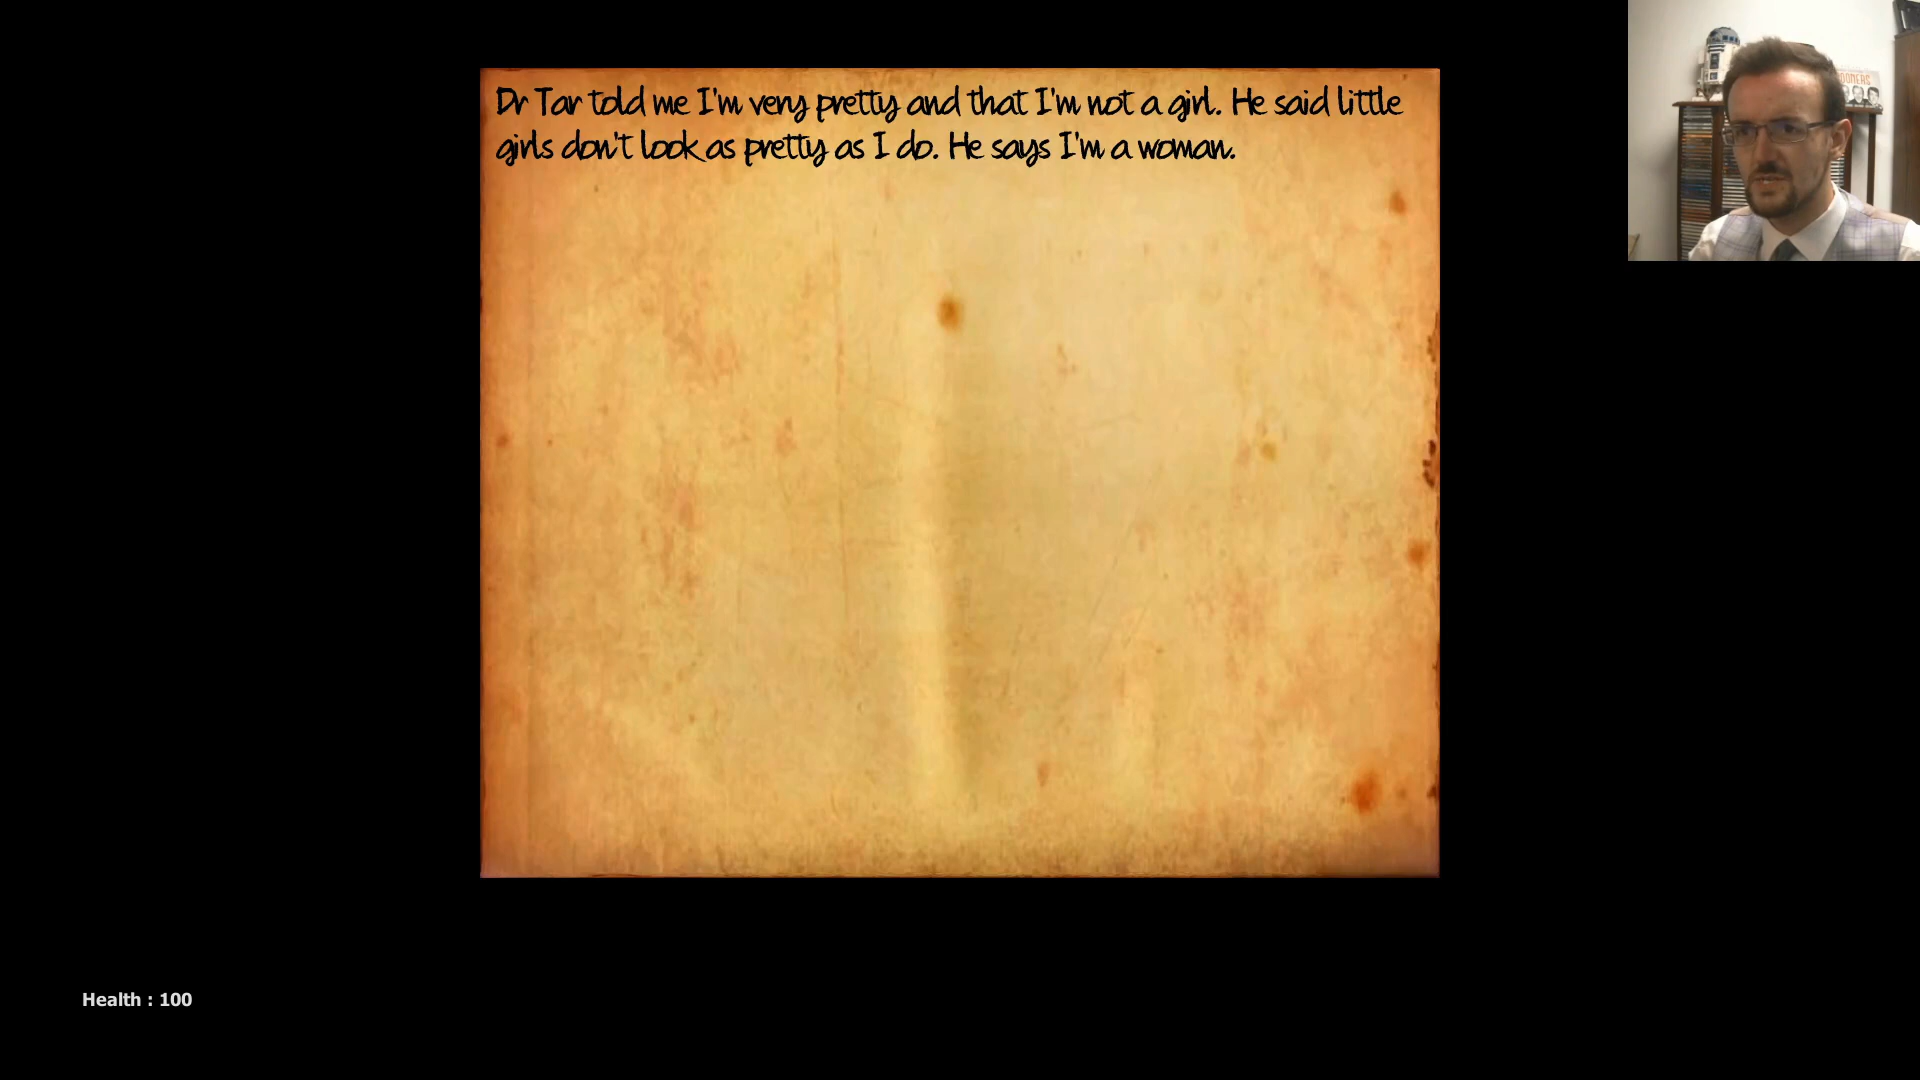 Dr Tar told me I'm very pretty and that I'm not a girl. He said little
girls don't look as pretty as I do. He says I'm a woman.
OONERS
Health : 100